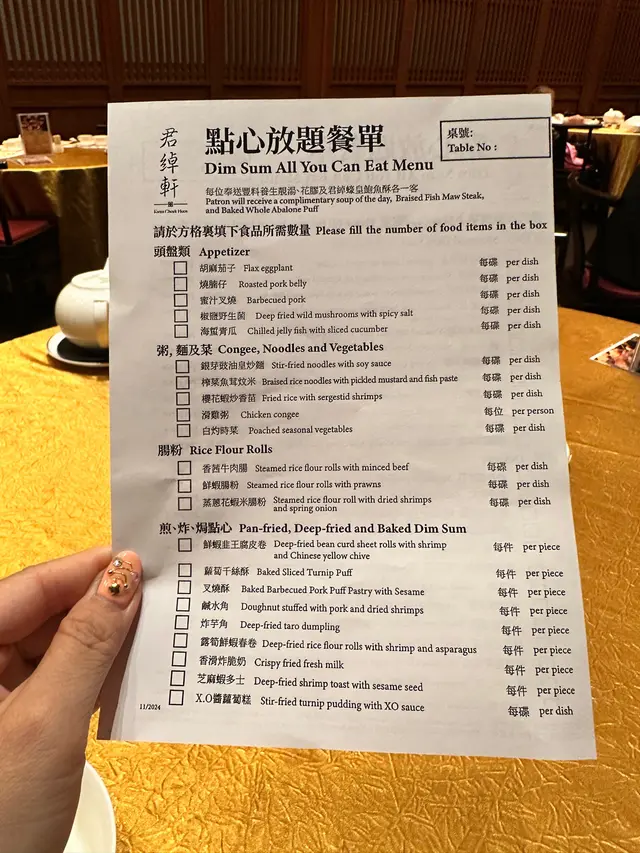 君綽軒
Kwan Cheuk Heen
點心放題餐單
Dim Sum All You Can Eat Menu
桌號:
Table No :
每位奉送豐料養生靚湯、花膠及君綽蠔皇鮑魚酥各一客
Patron will receive a complimentary soup of the day, Braised Fish Maw Steak,
and Baked Whole Abalone Puff
請於方格裏填下食品所需數量 Please fill the number of food items in the box
頭盤類 Appetizer
胡麻茄子 Flax eggplant 每碟 per dish
燒腩仔 Roasted pork belly 每碟 per dish
蜜汁叉燒 Barbecued pork 每碟 per dish
椒鹽野生菌 Deep fried wild mushrooms with spicy salt 每碟 per dish
海蜇青瓜 Chilled jelly fish with sliced cucumber 每碟 per dish
粥, 麵及菜 Congee, Noodles and Vegetables
銀芽豉油皇炒麵 Stir-fried noodles with soy sauce 每碟 per dish
榨菜魚茸炆米 Braised rice noodles with pickled mustard and fish paste 每碟 per dish
櫻花蝦炒香苗 Fried rice with sergestid shrimps 每碟 per dish
滑雞粥 Chicken congee 每位 per person
白灼時菜 Poached seasonal vegetables 每碟 per dish
腸粉 Rice Flour Rolls
香茜牛肉腸 Steamed rice flour rolls with minced beef 每碟 per dish
鮮蝦腸粉 Steamed rice flour rolls with prawns 每碟 per dish
蒸蔥花蝦米腸粉 Steamed rice flour rolls with dried shrimps 每碟 per dish
and spring onion
煎、炸、焗點心 Pan-fried, Deep-fried and Baked Dim Sum
鮮蝦韭王腐皮卷 Deep-fried bean curd sheet rolls with shrimp 每件 per piece
and Chinese yellow chive
蘿蔔千絲酥 Baked Sliced Turnip Puff 每件 per piece
叉燒酥 Baked Barbecued Pork Puff Pastry with Sesame 每件 per piece
鹹水角 Doughnut stuffed with pork and dried shrimps 每件 per piece
炸芋角 Deep-fried taro dumpling 每件 per piece
露筍鮮蝦春卷 Deep-fried rice flour rolls with shrimp and asparagus 每件 per piece
香滑炸脆奶 Crispy fried fresh milk 每件 per piece
芝麻蝦多士 Deep-fried shrimp toast with sesame seed 每件 per piece
X.O醬蘿蔔糕 Stir-fried turnip pudding with XO sauce 每碟 per dish
11/2024